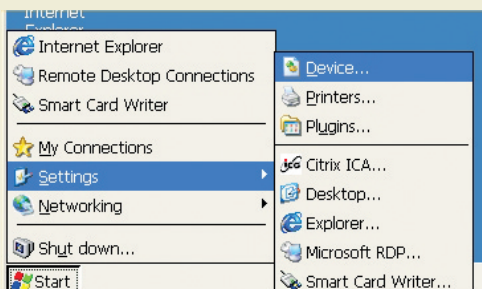 Internet
Explorer
Internet Explorer
Remote Desktop Connections
Smart Card Writer
My Connections
Settings
Networking
Shut down...
Start
Device...
Printers...
Plugins...
Citrix ICA...
Desktop...
Explorer...
Microsoft RDP...
Smart Card Writer...